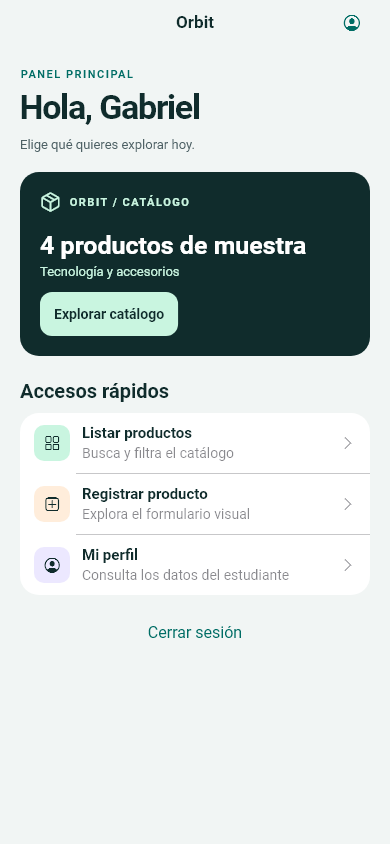 Orbit
PANEL PRINCIPAL
Hola, Gabriel
Elige qué quieres explorar hoy.
ORBIT / CATÁLOGO
4 productos de muestra
Tecnología y accesorios
Explorar catálogo
Accesos rápidos
Listar productos
Busca y filtra el catálogo
Registrar producto
Explora el formulario visual
Mi perfil
Consulta los datos del estudiante
Cerrar sesión